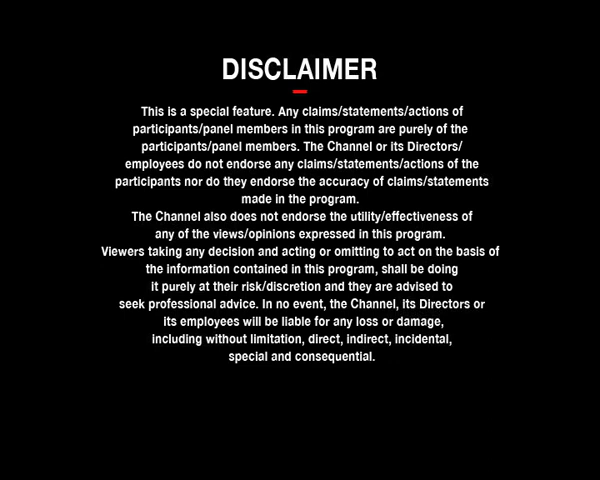 DISCLAIMER
This is a special feature. Any claims/statements/actions of
participants/panel members in this program are purely of the
participants/panel members. The Channel or its Directors/
employees do not endorse any claims/statements/actions of the
participants nor do they endorse the accuracy of claims/statements
made in the program.
The Channel also does not endorse the utility/effectiveness of
any of the views/opinions expressed in this program.
Viewers taking any decision and acting or omitting to act on the basis of
the information contained in this program, shall be doing
it purely at their risk/discretion and they are advised to
seek professional advice. In no event, the Channel, its Directors or
its employees will be liable for any loss or damage,
including without limitation, direct, indirect, incidental,
special and consequential.